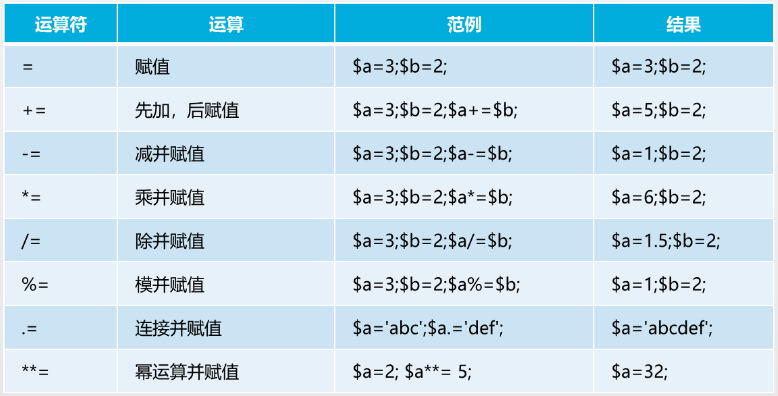 运算符 运算 范例 结果
= 赋值 $a=3;$b=2; $a=3;$b=2;
+= 先加，后赋值 $a=3;$b=2;$a+=$b; $a=5;$b=2;
-= 减并赋值 $a=3;$b=2;$a-=$b; $a=1;$b=2;
*= 乘并赋值 $a=3;$b=2;$a*=$b; $a=6;$b=2;
/= 除并赋值 $a=3;$b=2;$a/=$b; $a=1.5;$b=2;
%= 模并赋值 $a=3;$b=2;$a%=$b; $a=1;$b=2;
.= 连接并赋值 $a='abc';$a.='def'; $a='abcdef';
**= 幂运算并赋值 $a=2; $a**= 5; $a=32;